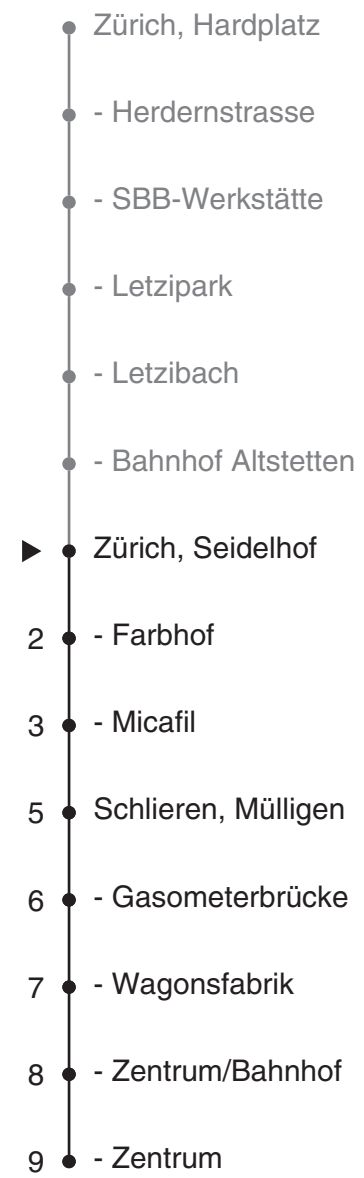 Zürich, Hardplatz
- Herdernstrasse
- SBB-Werkstätte
- Letzipark
- Letzibach
- Bahnhof Altstetten
Zürich, Seidelhof
2 - Farbhof
3 - Micafil
5 Schlieren, Mülligen
6 - Gasometerbrücke
7 - Wagonsfabrik
8 - Zentrum/Bahnhof
9 - Zentrum